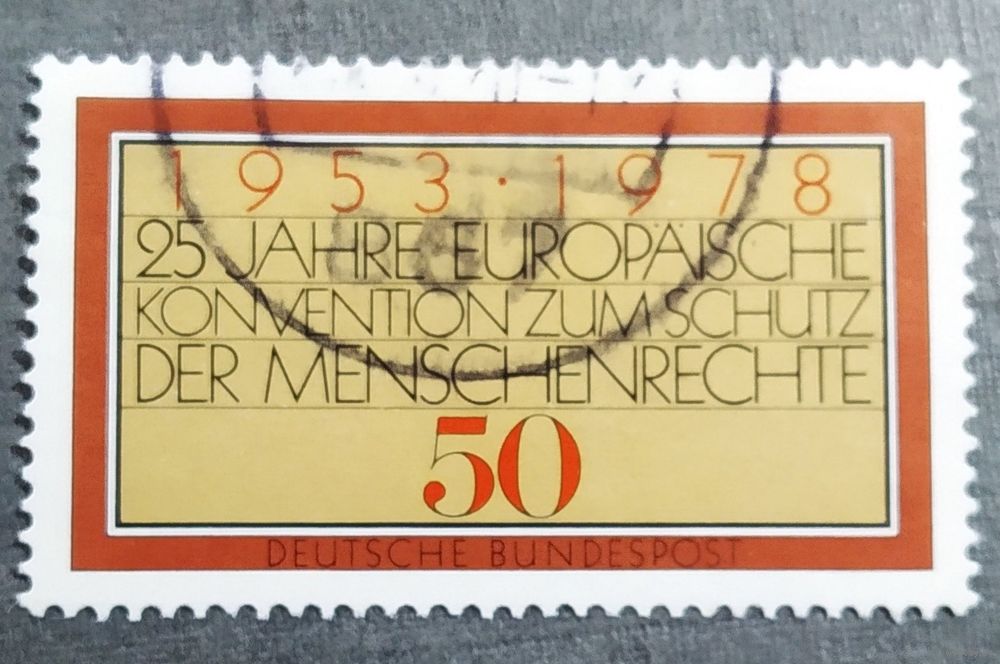 1953·1978
25 JAHRE EUROPÄISCHE
KONVENTION ZUM SCHUTZ
DER MENSCHENRECHTE
50
DEUTSCHE BUNDESPOST